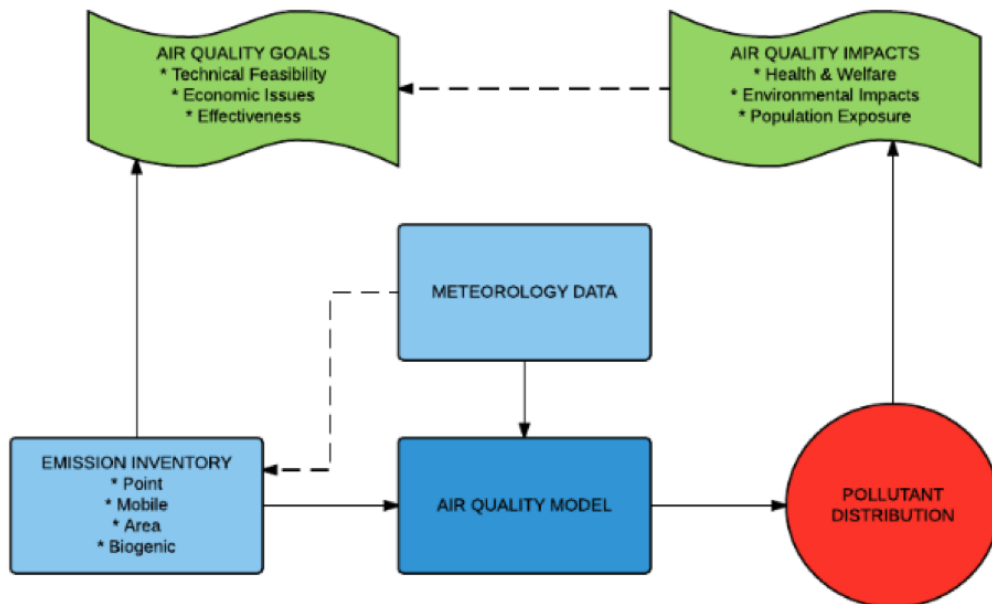 AIR QUALITY GOALS
* Technical Feasibility
* Economic Issues
* Effectiveness
AIR QUALITY IMPACTS
* Health & Welfare
* Environmental Impacts
* Population Exposure
METEOROLOGY DATA
EMISSION INVENTORY
* Point
* Mobile
* Area
* Biogenic
AIR QUALITY MODEL
POLLUTANT
DISTRIBUTION